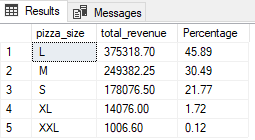 Results Messages
pizza_size total_revenue Percentage
1 L 375318.70 45.89
2 M 249382.25 30.49
3 S 178076.50 21.77
4 XL 14076.00 1.72
5 XXL 1006.60 0.12